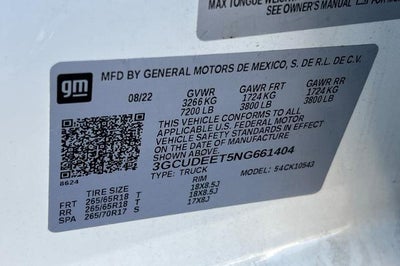 MAX TONGUE WEIGHT
SEE OWNER'S MANUAL
gm
MFD BY GENERAL MOTORS DE MEXICO, S. DE R.L. DE C.V.
08/22 GVWR GAWR FRT GAWR RR
3266 KG 1724 KG 1724 KG
7200 LB 3800 LB 3800 LB
THIS VEHICLE CONFORMS TO ALL
APPLICABLE U.S. FEDERAL MOTOR
VEHICLE SAFETY STANDARDS IN EFFECT
ON THE DATE OF MANUFACTURE SHOWN ABOVE.
3GCUDEET5NG661404
8624 TYPE: TRUCK 54CK10543
TIRE SIZE RIM
FRT 265/65R18 T 18X8.5J
RR 265/65R18 T 18X8.5J
SPA 265/70R17 S 17X8J